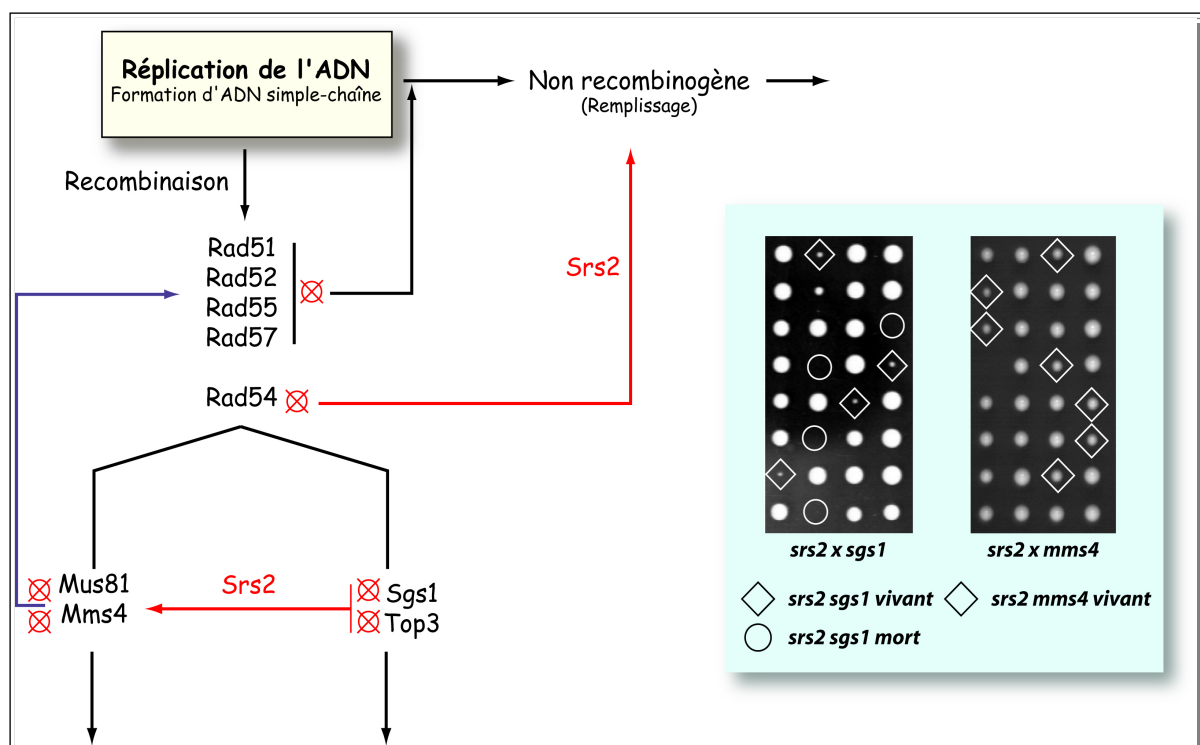 Réplication de l'ADN
Formation d'ADN simple-chaîne
Non recombinogène
(Remplissage)
Recombinaison
Rad51
Rad52
Rad55
Rad57
Srs2
Rad54
Mus81
Mms4
Srs2
Sgs1
Top3
srs2 x sgs1
srs2 x mms4
srs2 sgs1 vivant
srs2 mms4 vivant
srs2 sgs1 mort